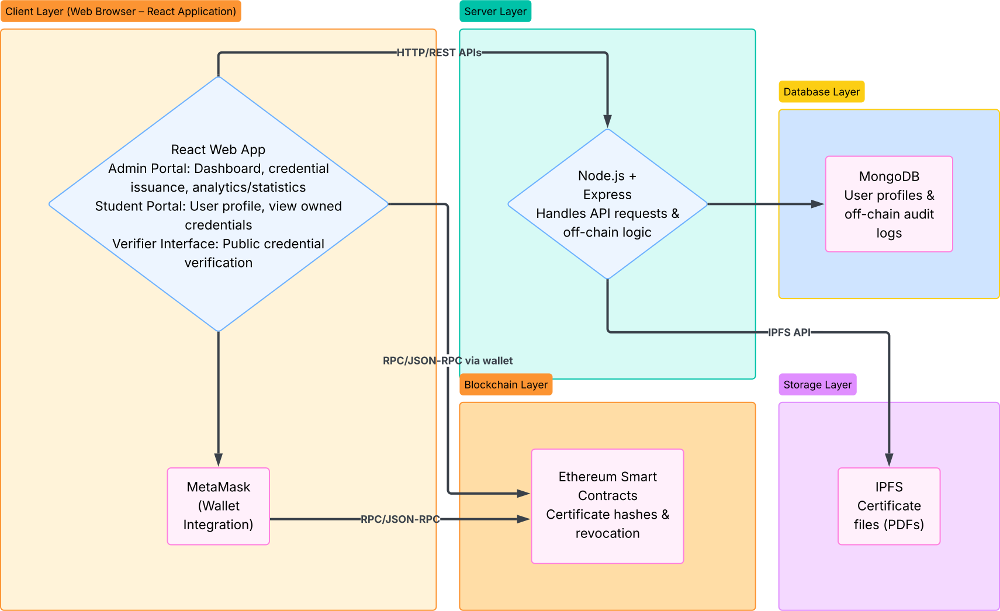 Client Layer (Web Browser – React Application)
Server Layer
HTTP/REST APIs
Database Layer
React Web App
Admin Portal: Dashboard, credential
issuance, analytics/statistics
Student Portal: User profile, view owned
credentials
Verifier Interface: Public credential
verification
Node.js +
Express
Handles API requests &
off-chain logic
MongoDB
User profiles &
off-chain audit
logs
IPFS API
RPC/JSON-RPC via wallet
Blockchain Layer
Storage Layer
MetaMask
(Wallet
Integration)
RPC/JSON-RPC
Ethereum Smart
Contracts
Certificate hashes &
revocation
IPFS
Certificate
files (PDFs)